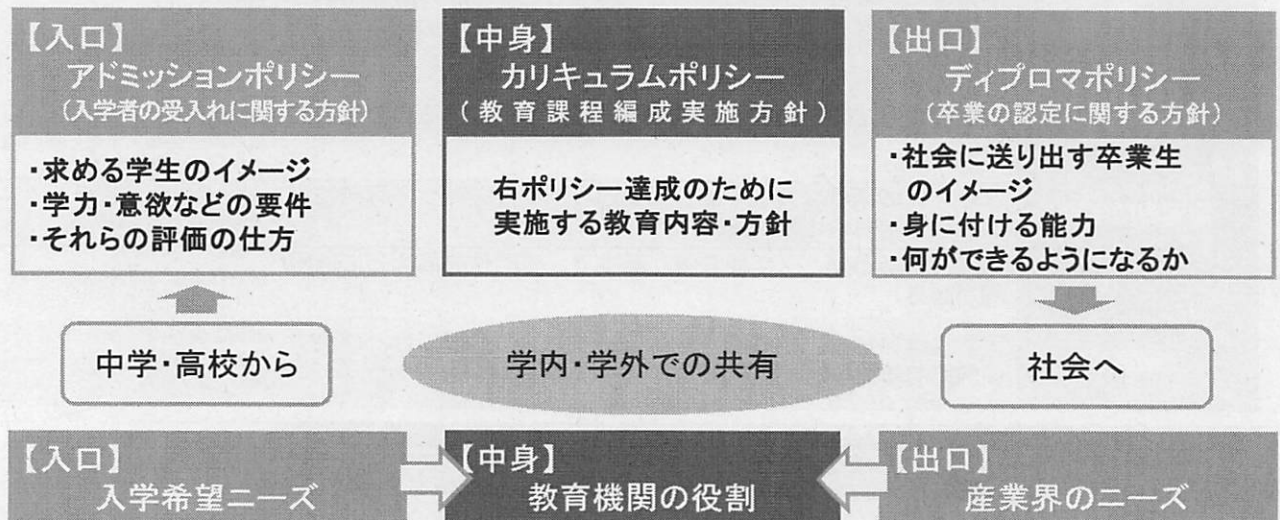 【入口】
アドミッションポリシー
(入学者の受入れに関する方針)
・求める学生のイメージ
・学力・意欲などの要件
・それらの評価の仕方
【中身】
カリキュラムポリシー
(教育課程編成実施方針)
右ポリシー達成のために
実施する教育内容・方針
【出口】
ディプロマポリシー
(卒業の認定に関する方針)
・社会に送り出す卒業生
のイメージ
・身に付ける能力
・何ができるようになるか
中学・高校から
学内・学外での共有
社会へ
【入口】
入学希望ニーズ
【中身】
教育機関の役割
【出口】
産業界のニーズ